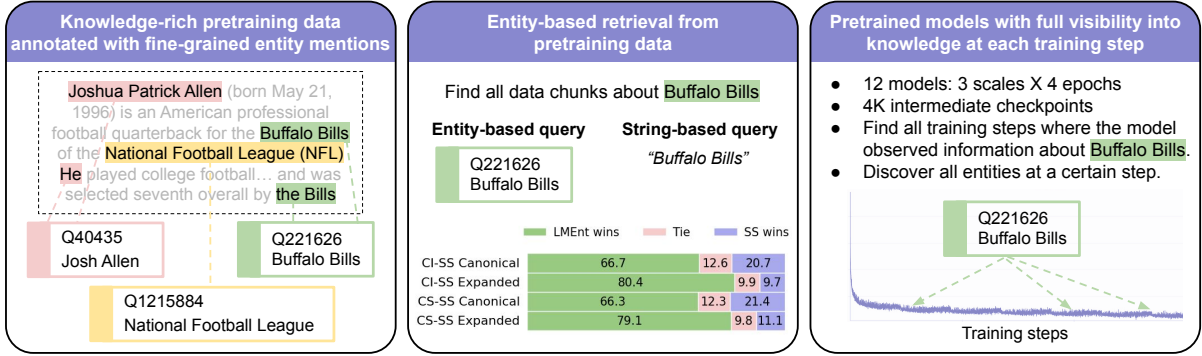 Knowledge-rich pretraining data
annotated with fine-grained entity mentions
Joshua Patrick Allen (born May 21,
1996) is an American professional
football quarterback for the Buffalo Bills
of the National Football League (NFL)
He played college football... and was
selected seventh overall by the Bills
Q40435
Josh Allen
Q221626
Buffalo Bills
Q1215884
National Football League
Entity-based retrieval from
pretraining data
Find all data chunks about Buffalo Bills
Entity-based query
String-based query
Q221626
Buffalo Bills
"Buffalo Bills"
LMEnt wins Tie SS wins
CI-SS Canonical 66.7 12.6 20.7
CI-SS Expanded 80.4 9.9 9.7
CS-SS Canonical 66.3 12.3 21.4
CS-SS Expanded 79.1 9.8 11.1
Pretrained models with full visibility into
knowledge at each training step
● 12 models: 3 scales X 4 epochs
● 4K intermediate checkpoints
● Find all training steps where the model
observed information about Buffalo Bills.
● Discover all entities at a certain step.
Q221626
Buffalo Bills
Training steps